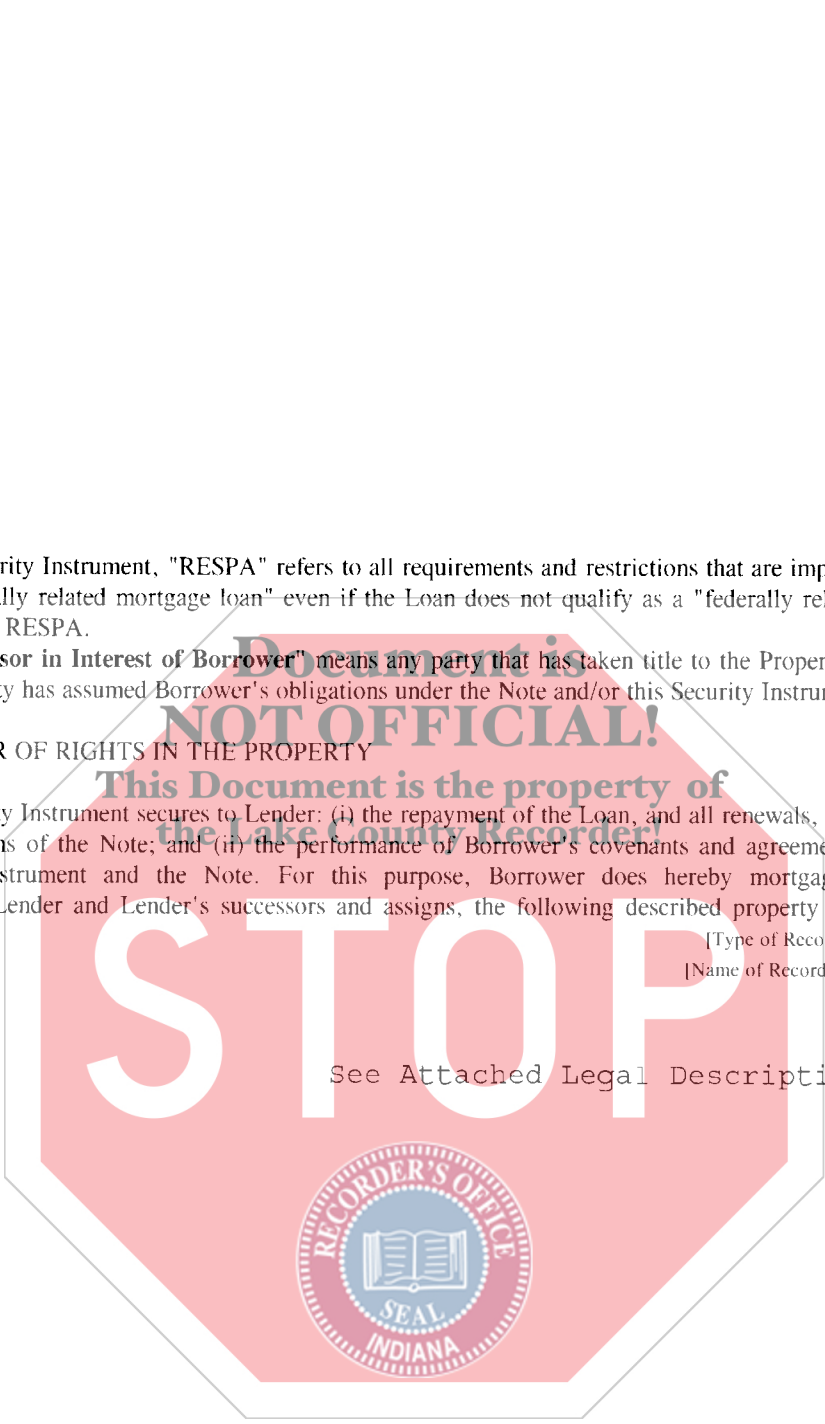 rity Instrument, "RESPA" refers to all requirements and restrictions that are imp
lly related mortgage loan" even if the Loan does not qualify as a "federally re
RESPA.
Document is
sor in Interest of Borrower" means any party that has taken title to the Proper
ty has assumed Borrower's obligations under the Note and/or this Security Instru
NOT OFFICIAL!
R OF RIGHTS IN THE PROPERTY
This Document is the property of
y Instrument secures to Lender: (i) the repayment of the Loan, and all renewals,
the Lake County Recorder!
ns of the Note; and (ii) the performance of Borrower's covenants and agreeme
strument and the Note. For this purpose, Borrower does hereby mortgag
Lender and Lender's successors and assigns, the following described property
[Type of Reco
[Name of Record
STOP
See Attached Legal Descripti
RECORDER'S OFFICE
SEAL
INDIANA